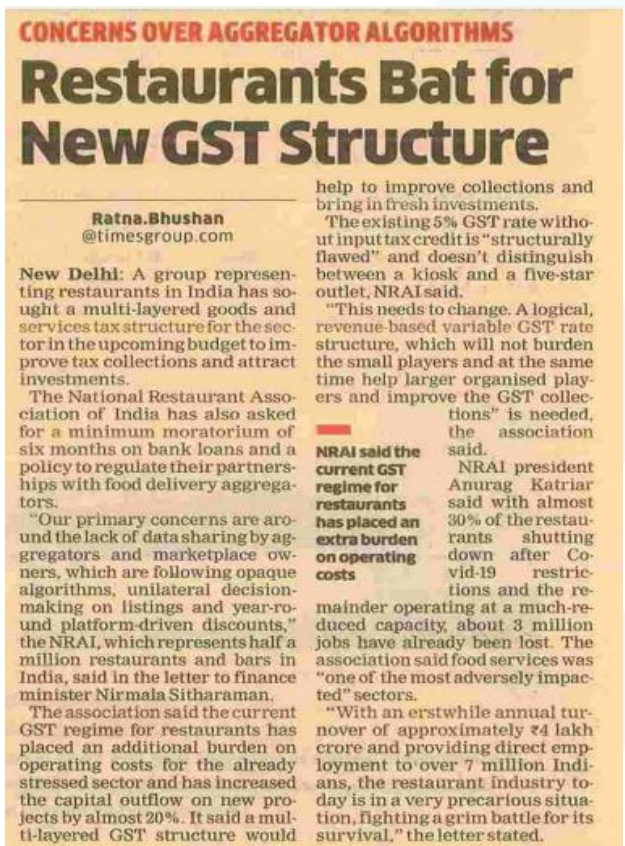 CONCERNS OVER AGGREGATOR ALGORITHMS
Restaurants Bat for
New GST Structure
Ratna.Bhushan
@timesgroup.com
New Delhi: A group represen-
ting restaurants in India has so-
ught a multi-layered goods and
services tax structure for the sec-
tor in the upcoming budget to im-
prove tax collections and attract
investments.
The National Restaurant Asso-
ciation of India has also asked
for a minimum moratorium of
six months on bank loans and a
policy to regulate their partners-
hips with food delivery aggrega-
tors.
"Our primary concerns are aro-
und the lack of data sharing by ag-
gregators and marketplace ow-
ners, which are following opaque
algorithms, unilateral decision-
making on listings and year-ro-
und platform-driven discounts,"
the NRAI, which represents half a
million restaurants and bars in
India, said in the letter to finance
minister Nirmala Sitharaman.
The association said the current
GST regime for restaurants has
placed an additional burden on
operating costs for the already
stressed sector and has increased
the capital outflow on new pro-
jects by almost 20%. It said a mul-
ti-layered GST structure would
help to improve collections and
bring in fresh investments.
The existing 5% GST rate witho-
ut input tax credit is "structurally
flawed" and doesn't distinguish
between a kiosk and a five-star
outlet, NRAI said.
"This needs to change. A logical,
revenue-based variable GST rate
structure, which will not burden
the small players and at the same
time help larger organised play-
ers and improve the GST collec-
tions" is needed,
the association
said.
NRAI president
Anurag Katriar
said with almost
30% of the restau-
rants shutting
down after Co-
vid-19 restric-
tions and the re-
mainder operating at a much-re-
duced capacity, about 3 million
jobs have already been lost. The
association said food services was
"one of the most adversely impac-
ted" sectors.
"With an erstwhile annual tur-
nover of approximately ₹4 lakh
crore and providing direct emp-
loyment to over 7 million Indi-
ans, the restaurant industry to-
day is in a very precarious situa-
tion, fighting a grim battle for its
survival," the letter stated.
NRAI said the
current GST
regime for
restaurants
has placed an
extra burden
on operating
costs